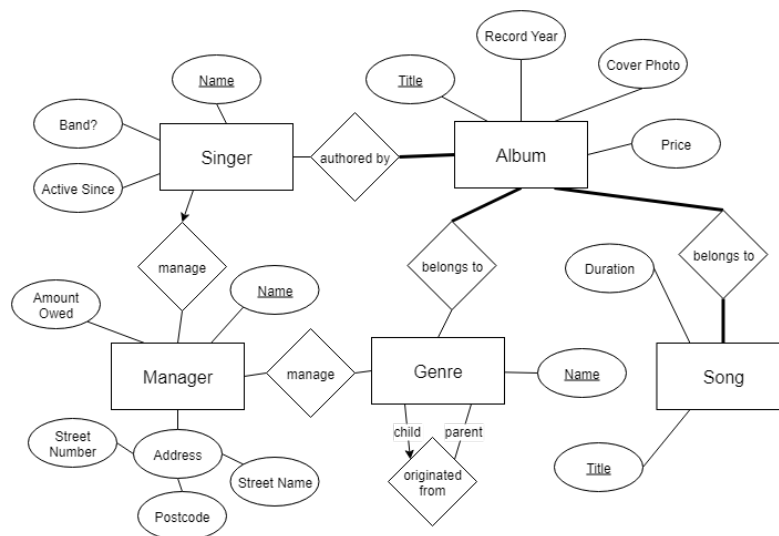 Record Year
Name
Title
Cover Photo
Band?
Singer
authored by
Album
Price
Active Since
manage
belongs to
belongs to
Duration
Amount
Owed
Name
Manager
manage
Genre
Name
Song
child
parent
Street
Number
Address
originated
from
Street Name
Title
Postcode